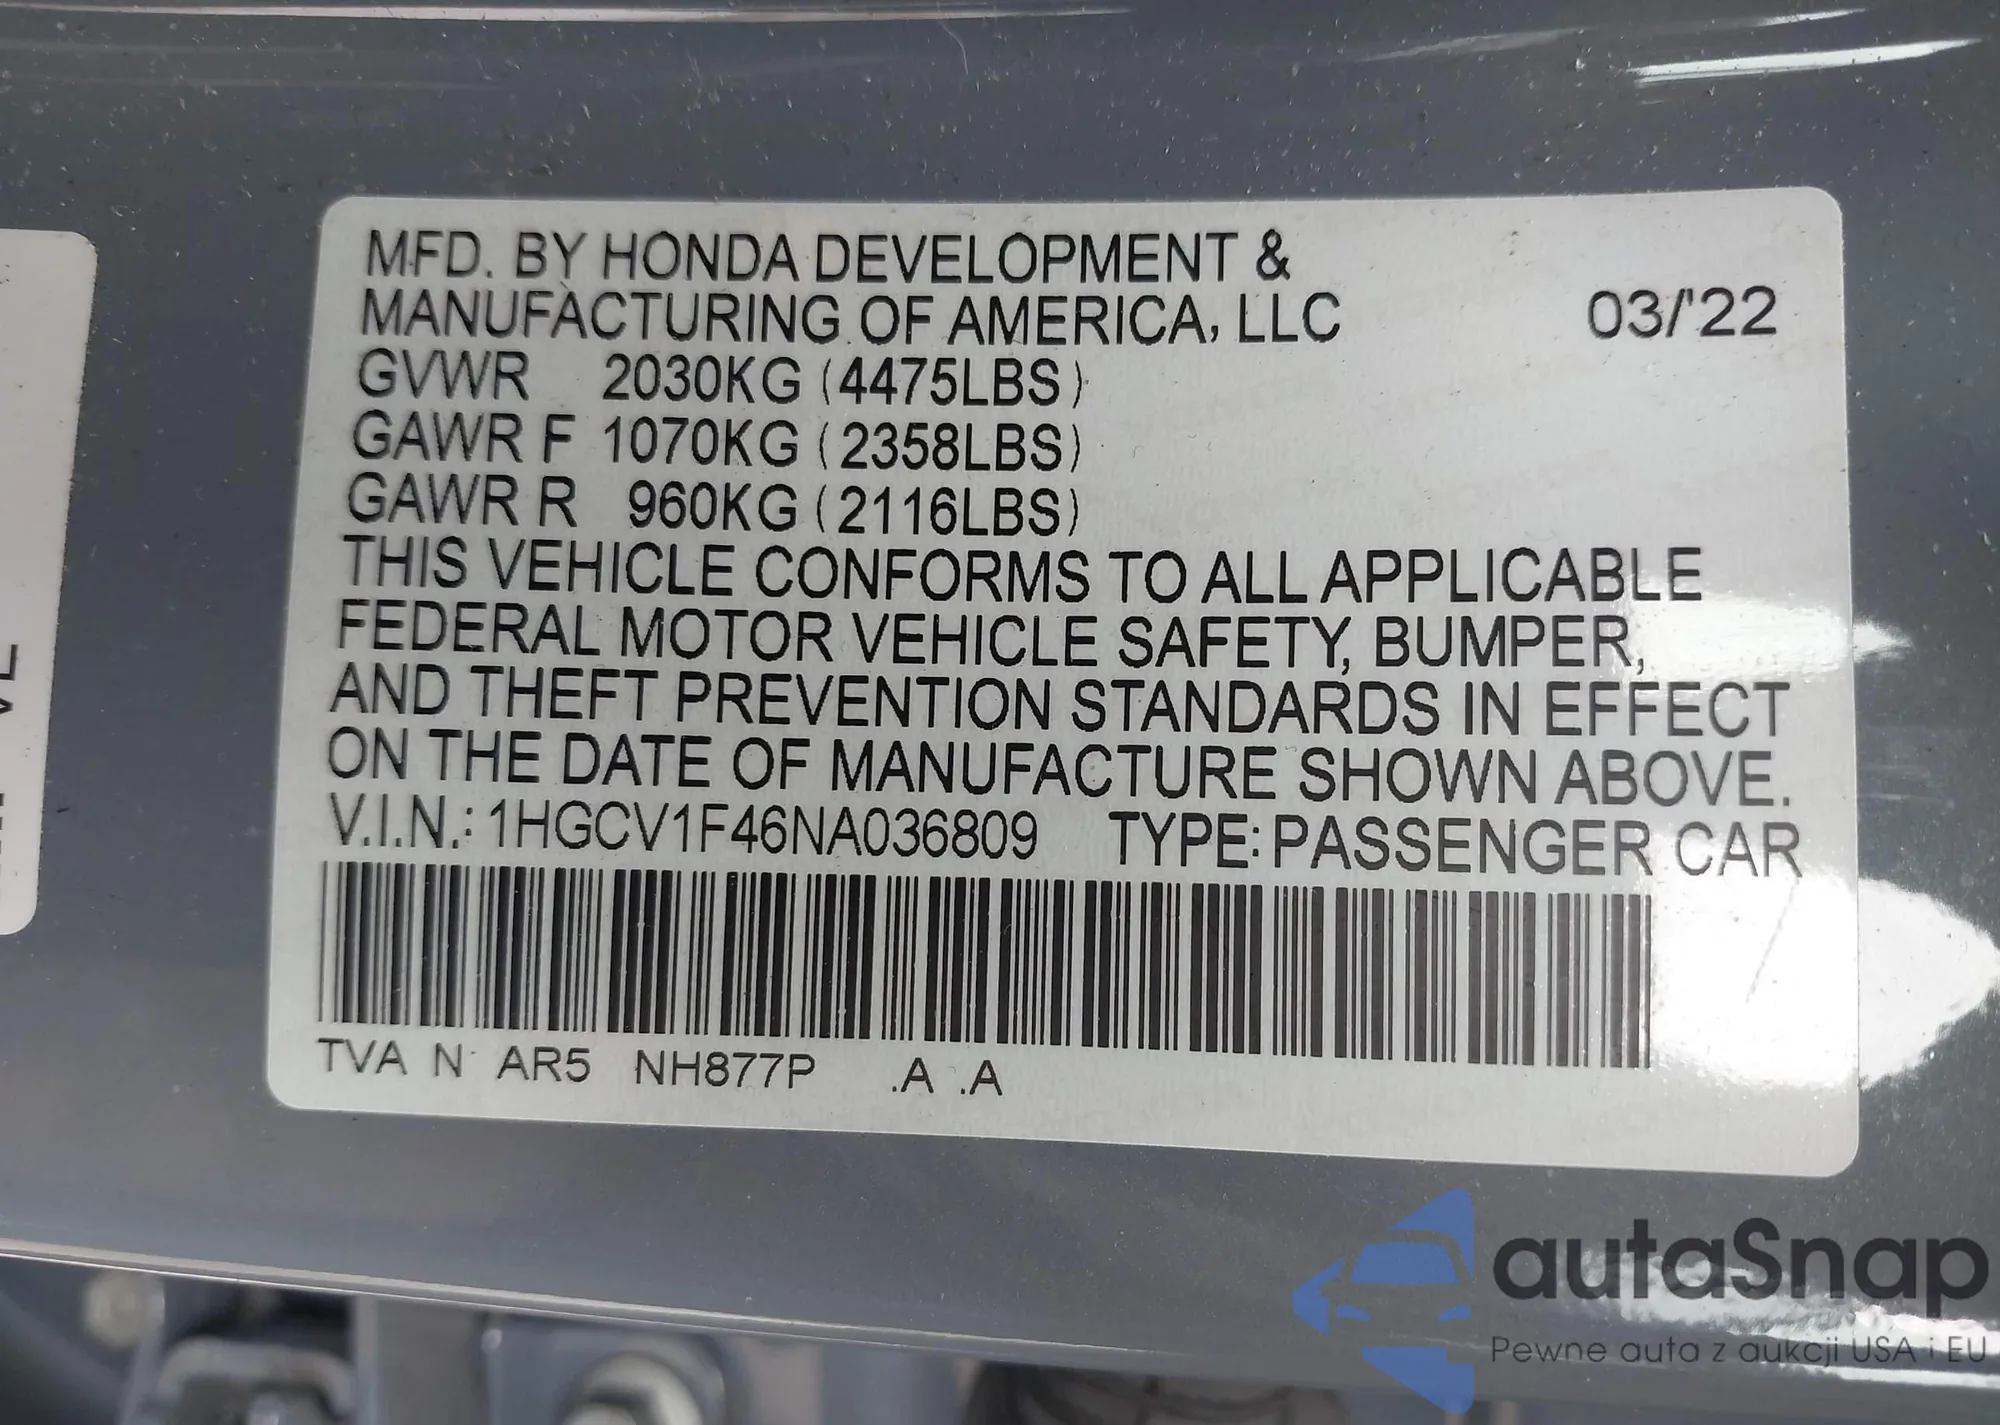 MFD. BY HONDA DEVELOPMENT &
MANUFACTURING OF AMERICA, LLC 03/'22
GVWR 2030KG (4475LBS)
GAWR F 1070KG (2358LBS)
GAWR R 960KG (2116LBS)
THIS VEHICLE CONFORMS TO ALL APPLICABLE
FEDERAL MOTOR VEHICLE SAFETY, BUMPER,
AND THEFT PREVENTION STANDARDS IN EFFECT
ON THE DATE OF MANUFACTURE SHOWN ABOVE.
V.I.N.: 1HGCV1F46NA036809 TYPE: PASSENGER CAR
TVA N AR5 NH877P .A .A
autaSnap
Pewne auta z aukcji USA i EU